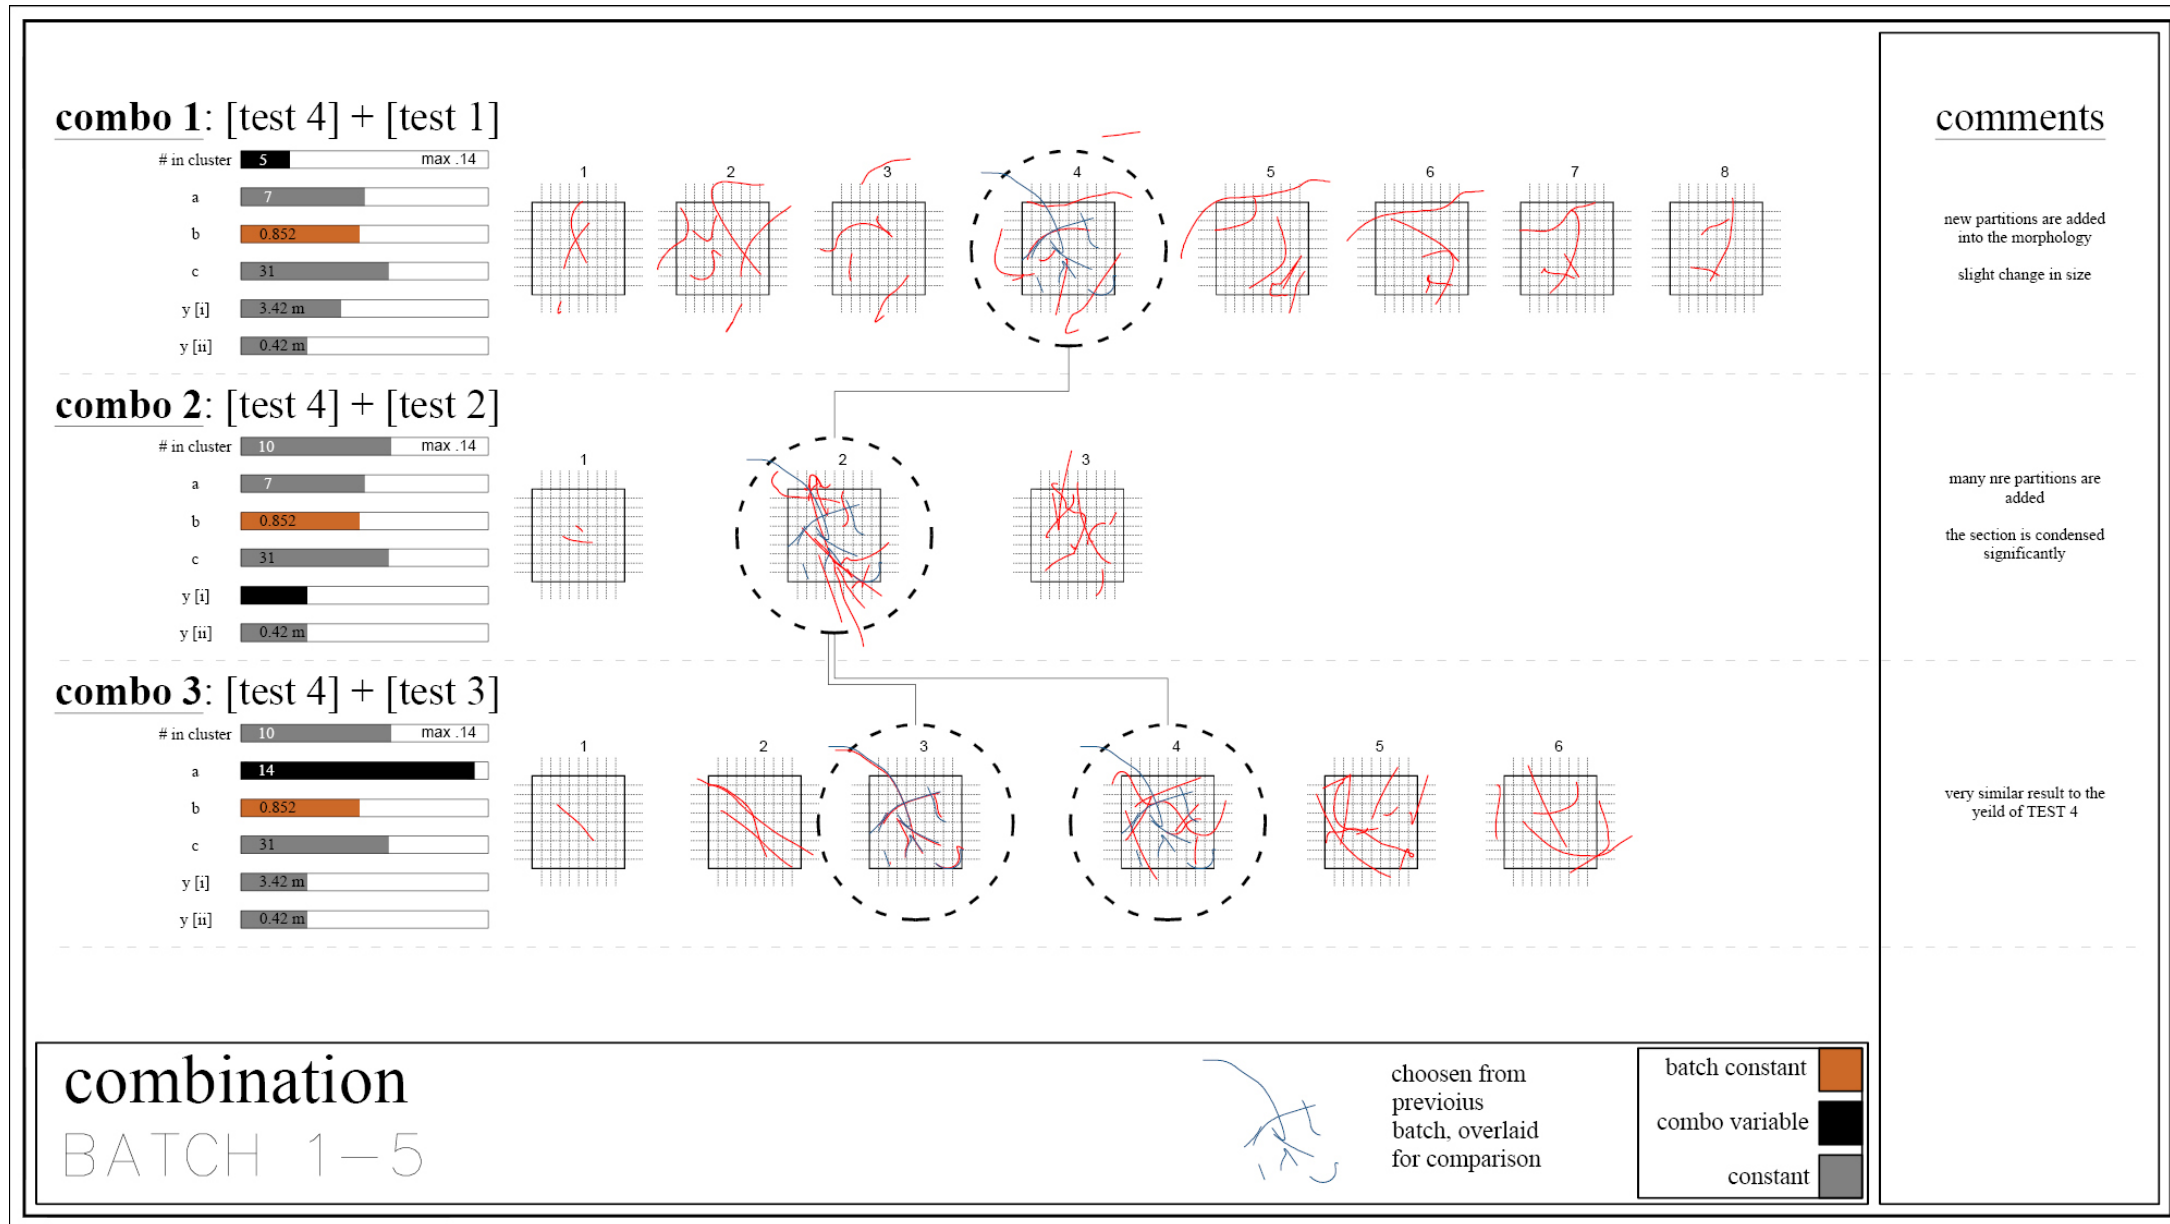 combo 1: [test 4] + [test 1]
# in cluster 5 max .14
a 7
b 0.852
c 31
y [i] 3.42 m
y [ii] 0.42 m
1 2 3 4 5 6 7 8
combo 2: [test 4] + [test 2]
# in cluster 10 max .14
a 7
b 0.852
c 31
y [i]
y [ii] 0.42 m
1 2 3
combo 3: [test 4] + [test 3]
# in cluster 10 max .14
a 14
b 0.852
c 31
y [i] 3.42 m
y [ii] 0.42 m
1 2 3 4 5 6
comments
new partitions are added
into the morphology
slight change in size
many nre partitions are
added
the section is condensed
significantly
very similar result to the
yeild of TEST 4
combination
BATCH 1-5
choosen from
previoius
batch, overlaid
for comparison
batch constant
combo variable
constant